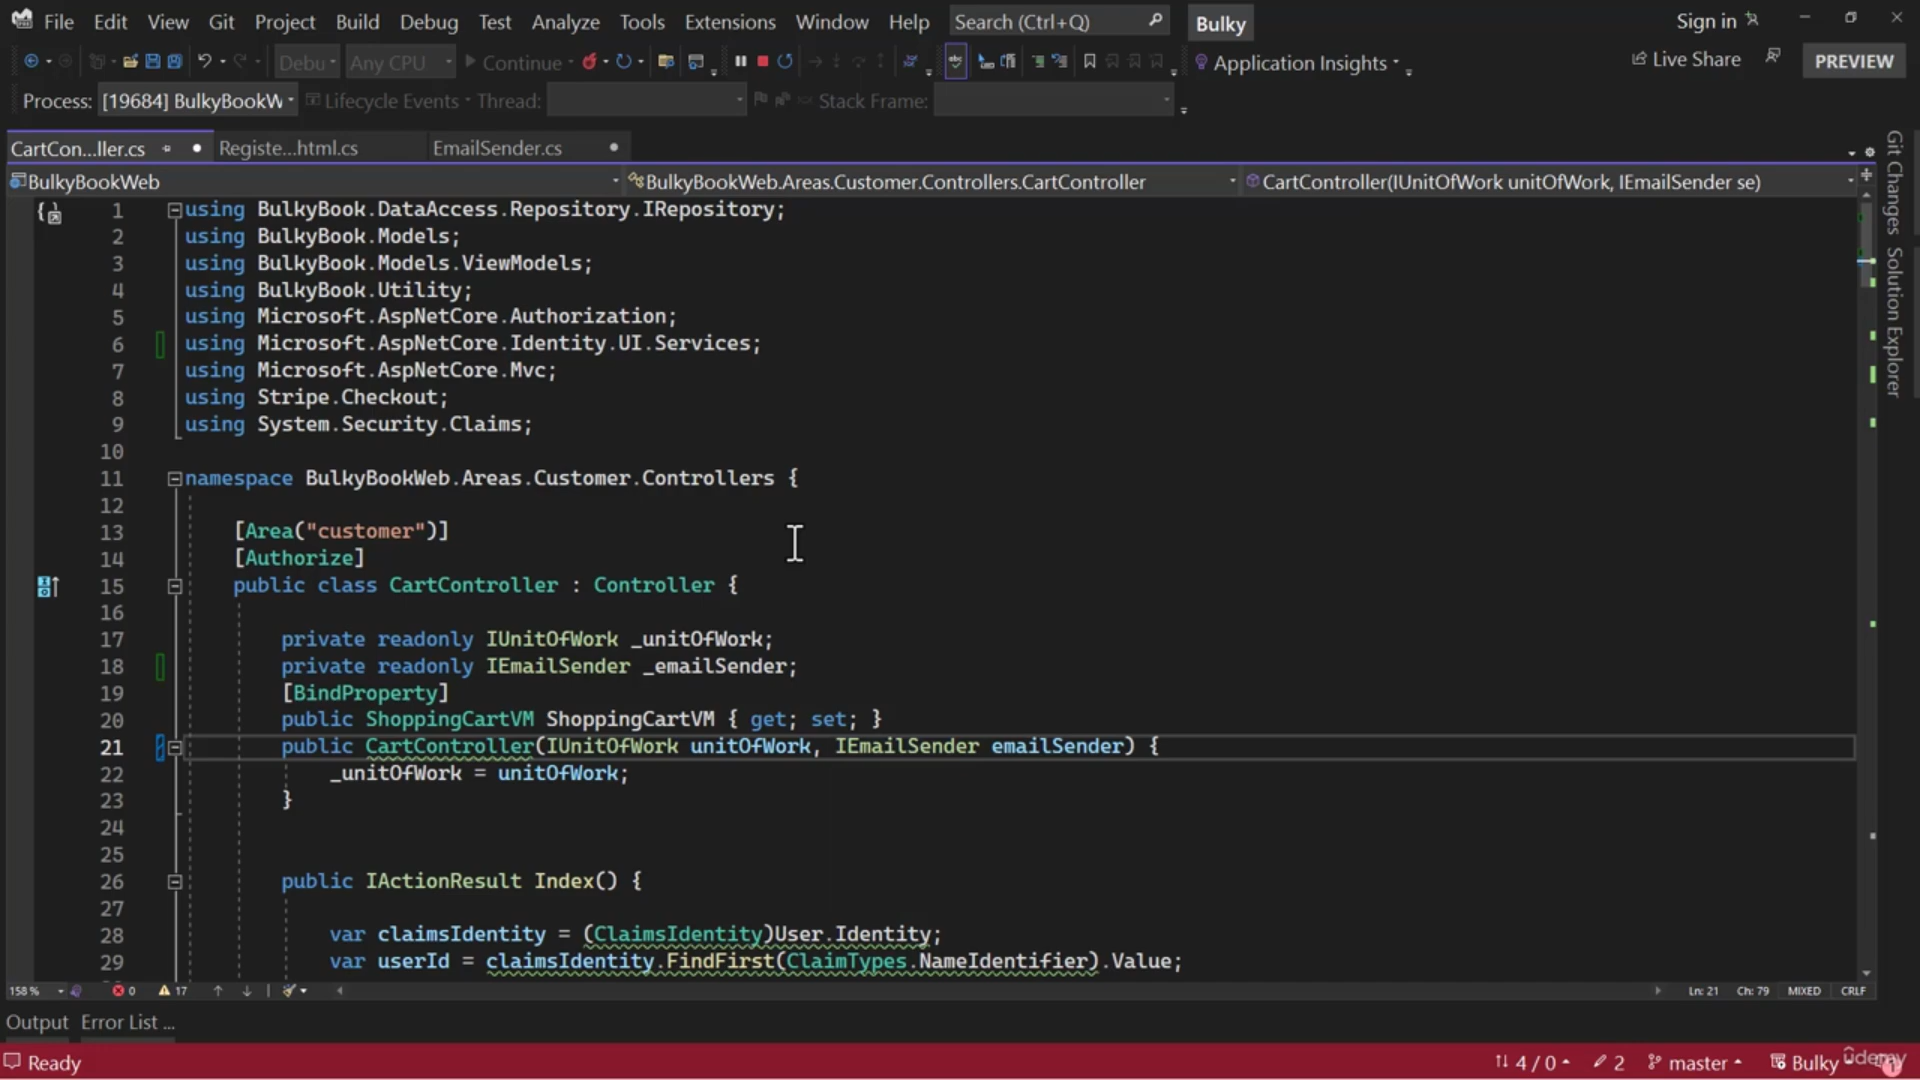 File Edit View Git Project Build Debug Test Analyze Tools Extensions Window Help Search (Ctrl+Q) Bulky Sign in
Debu Any CPU Continue Application Insights Live Share PREVIEW
Process: [19684] BulkyBookW Lifecycle Events Thread: Stack Frame:
CartCon...ller.cs Registe...html.cs EmailSender.cs
BulkyBookWeb BulkyBookWeb.Areas.Customer.Controllers.CartController CartController(IUnitOfWork unitOfWork, IEmailSender se)
1 using BulkyBook.DataAccess.Repository.IRepository;
2 using BulkyBook.Models;
3 using BulkyBook.Models.ViewModels;
4 using BulkyBook.Utility;
5 using Microsoft.AspNetCore.Authorization;
6 using Microsoft.AspNetCore.Identity.UI.Services;
7 using Microsoft.AspNetCore.Mvc;
8 using Stripe.Checkout;
9 using System.Security.Claims;
10
11 namespace BulkyBookWeb.Areas.Customer.Controllers {
12
13 [Area("customer")]
14 [Authorize]
15 public class CartController : Controller {
16
17 private readonly IUnitOfWork _unitOfWork;
18 private readonly IEmailSender _emailSender;
19 [BindProperty]
20 public ShoppingCartVM ShoppingCartVM { get; set; }
21 public CartController(IUnitOfWork unitOfWork, IEmailSender emailSender) {
22 _unitOfWork = unitOfWork;
23 }
24
25
26 public IActionResult Index() {
27
28 var claimsIdentity = (ClaimsIdentity)User.Identity;
29 var userId = claimsIdentity.FindFirst(ClaimTypes.NameIdentifier).Value;
158 % 0 17 Ln: 21 Ch: 79 MIXED CRLF
Output Error List ...
Ready 4 / 0 2 master Bulky udemy 1
Git Changes
Solution Explorer